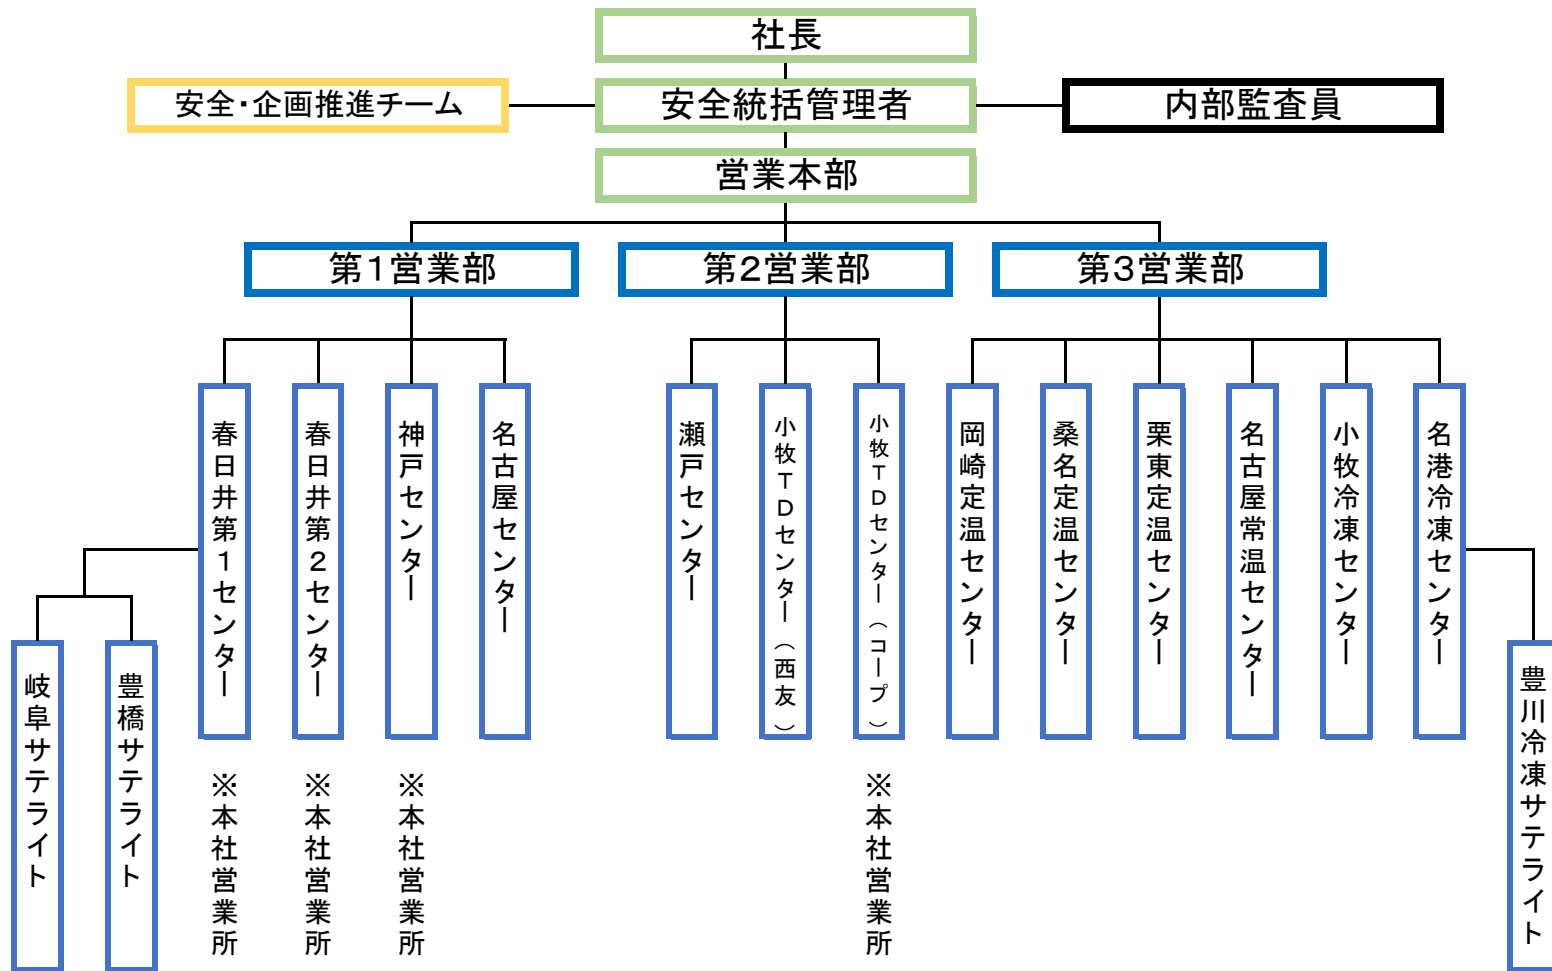 社長
安全・企画推進チーム
安全統括管理者
内部監査員
営業本部
第1営業部
第2営業部
第3営業部
春日井第1センター
春日井第2センター
神戸センター
名古屋センター
瀬戸センター
小牧TDセンター(西友)
小牧TDセンター(コープ)
岡崎定温センター
桑名定温センター
栗東定温センター
名古屋常温センター
小牧冷凍センター
名港冷凍センター
岐阜サテライト
豊橋サテライト
豊川冷凍サテライト
※本社営業所
※本社営業所
※本社営業所
※本社営業所